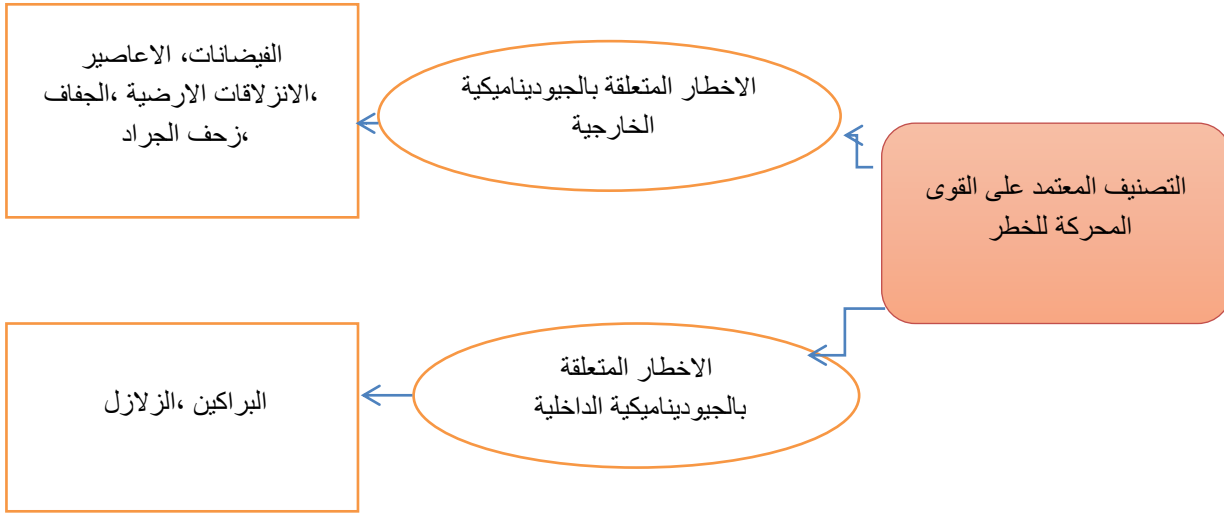 التصنيف المعتمد على القوى
المحركة للخطر
الاخطار المتعلقة بالجيوديناميكية
الخارجية
الفيضانات، الاعاصير
،الانزلاقات الارضية ،الجفاف
،زحف الجراد
الاخطار المتعلقة
بالجيوديناميكية الداخلية
البراكين ،الزلازل